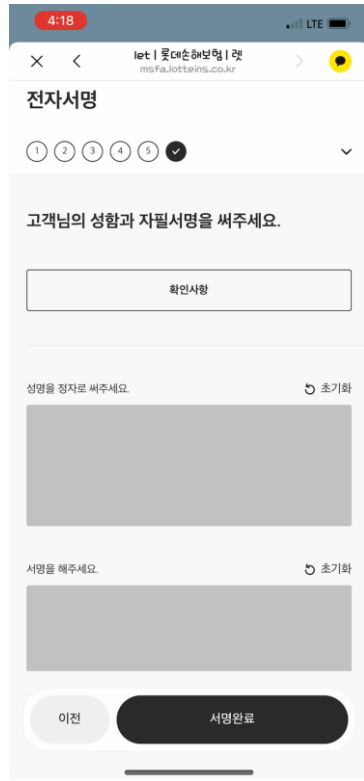 4:18
LTE
let | 롯데손해보험 | 렛
msfa.lotteins.co.kr
전자서명
1 2 3 4 5
고객님의 성함과 자필서명을 써주세요.
확인사항
성명을 정자로 써주세요. 초기화
서명을 해주세요. 초기화
이전 서명완료